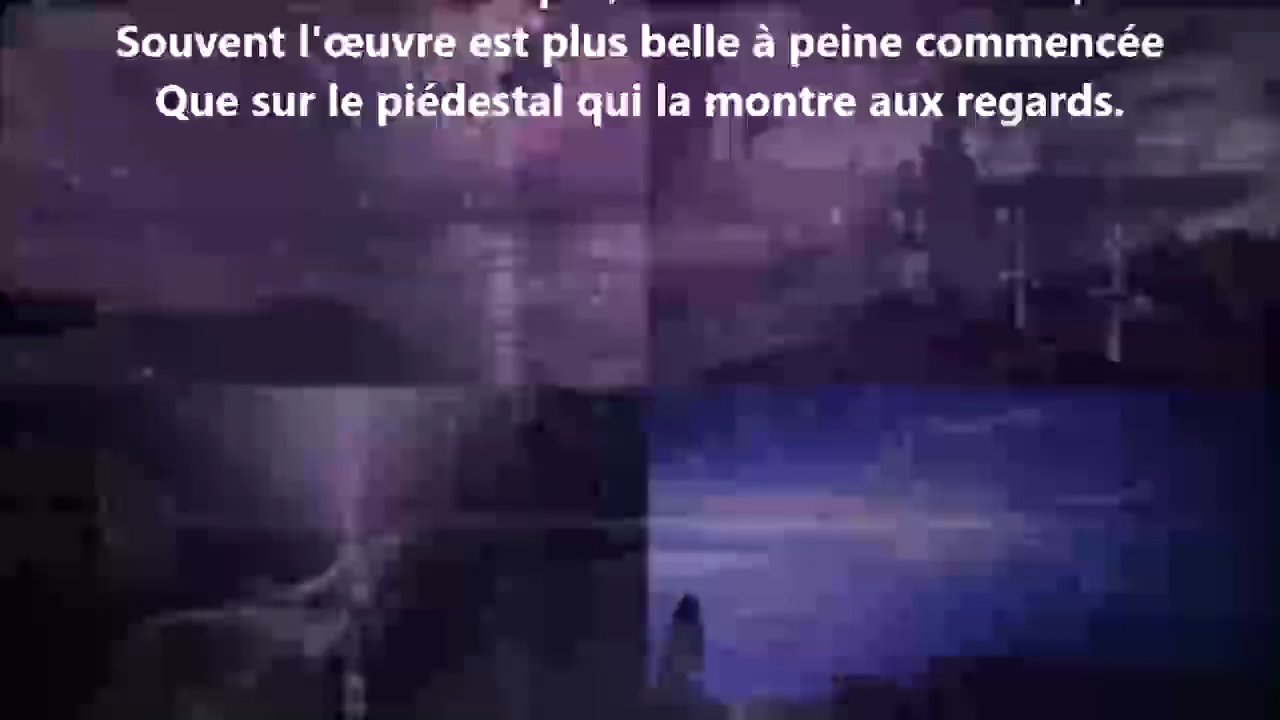 Souvent l'œuvre est plus belle à peine commencée
Que sur le piédestal qui la montre aux regards.